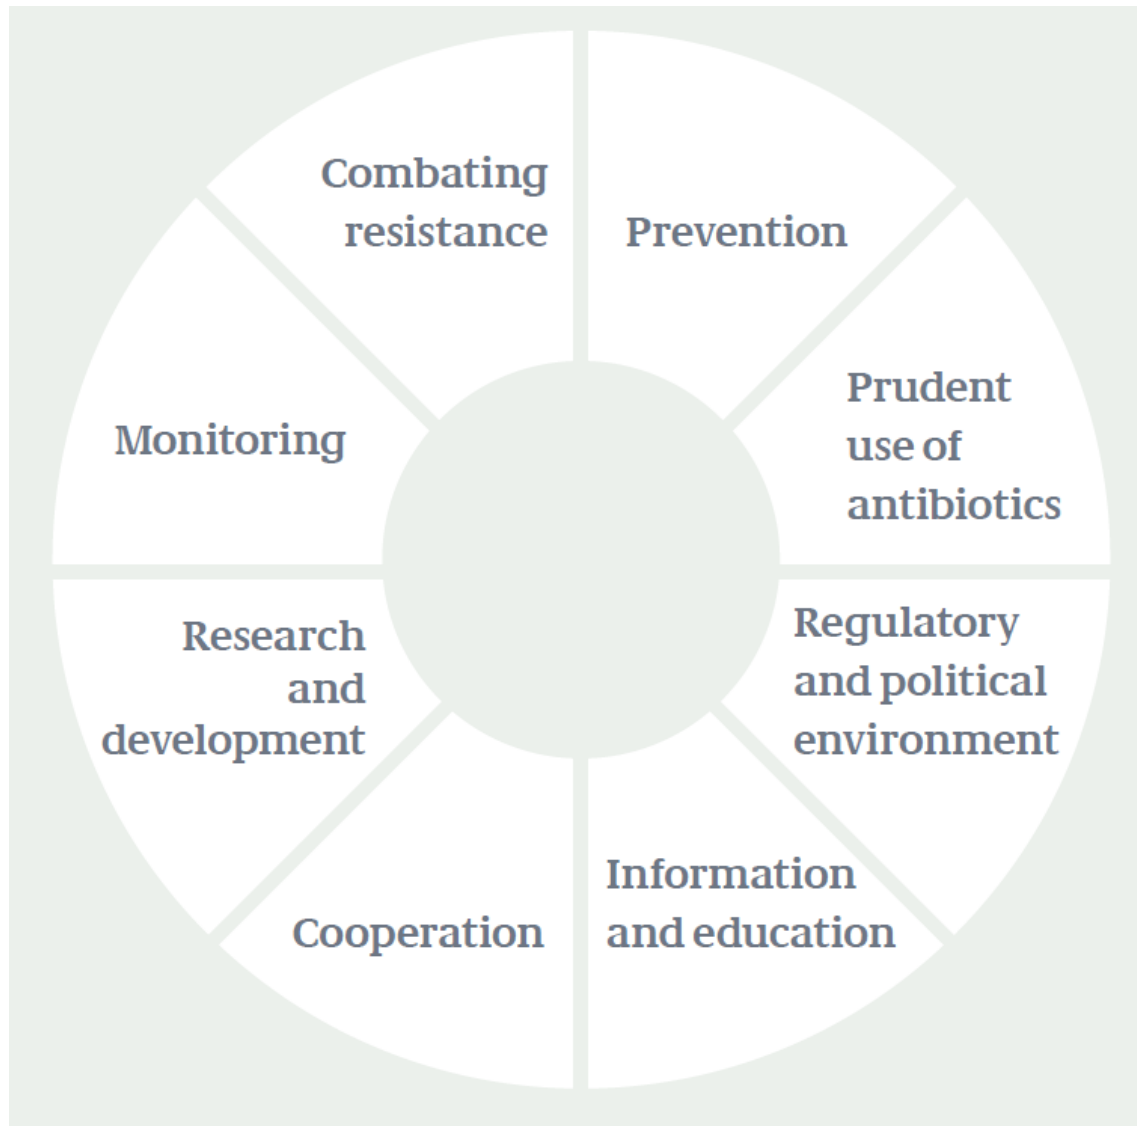 Combating
resistance
Prevention
Prudent
use of
antibiotics
Regulatory
and political
environment
Information
and education
Cooperation
Research
and
development
Monitoring